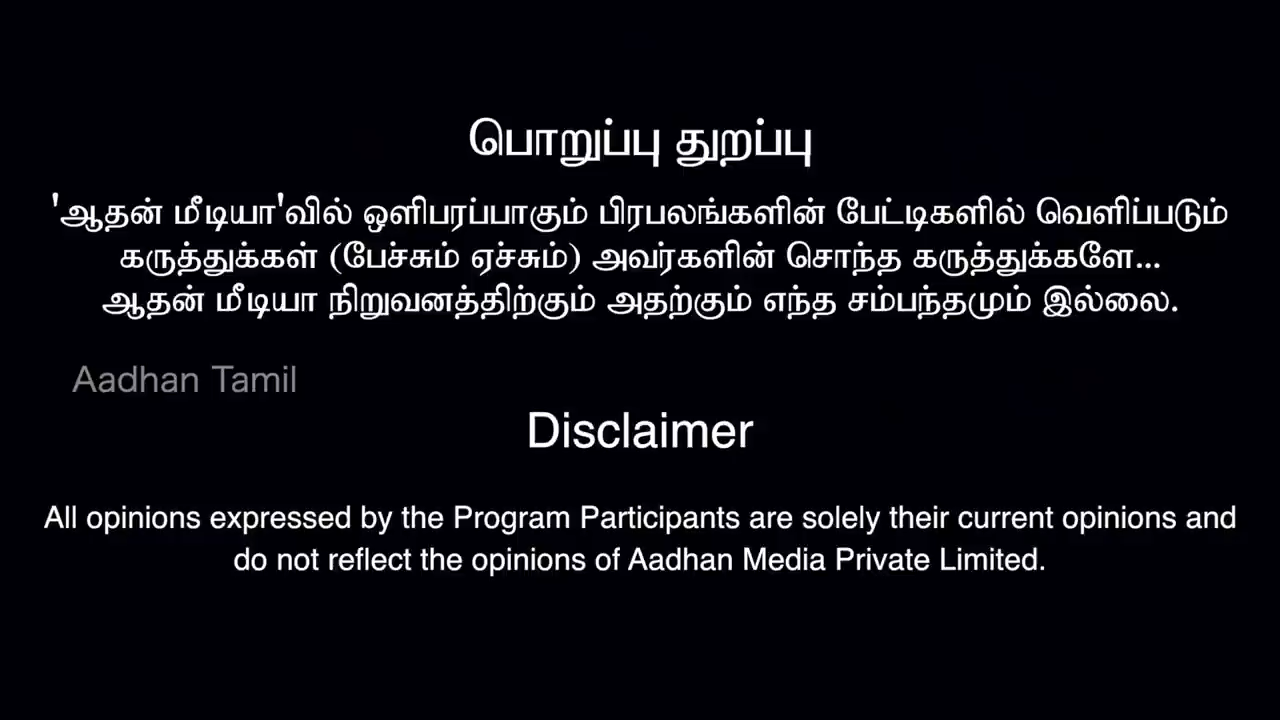 பொறுப்பு துறப்பு
'ஆதன் மீடியா'வில் ஒளிபரப்பாகும் பிரபலங்களின் பேட்டிகளில் வெளிப்படும்
கருத்துக்கள் (பேச்சும் ஏச்சும்) அவர்களின் சொந்த கருத்துக்களே...
ஆதன் மீடியா நிறுவனத்திற்கும் அதற்கும் எந்த சம்பந்தமும் இல்லை.
Aadhan Tamil
Disclaimer
All opinions expressed by the Program Participants are solely their current opinions and
do not reflect the opinions of Aadhan Media Private Limited.